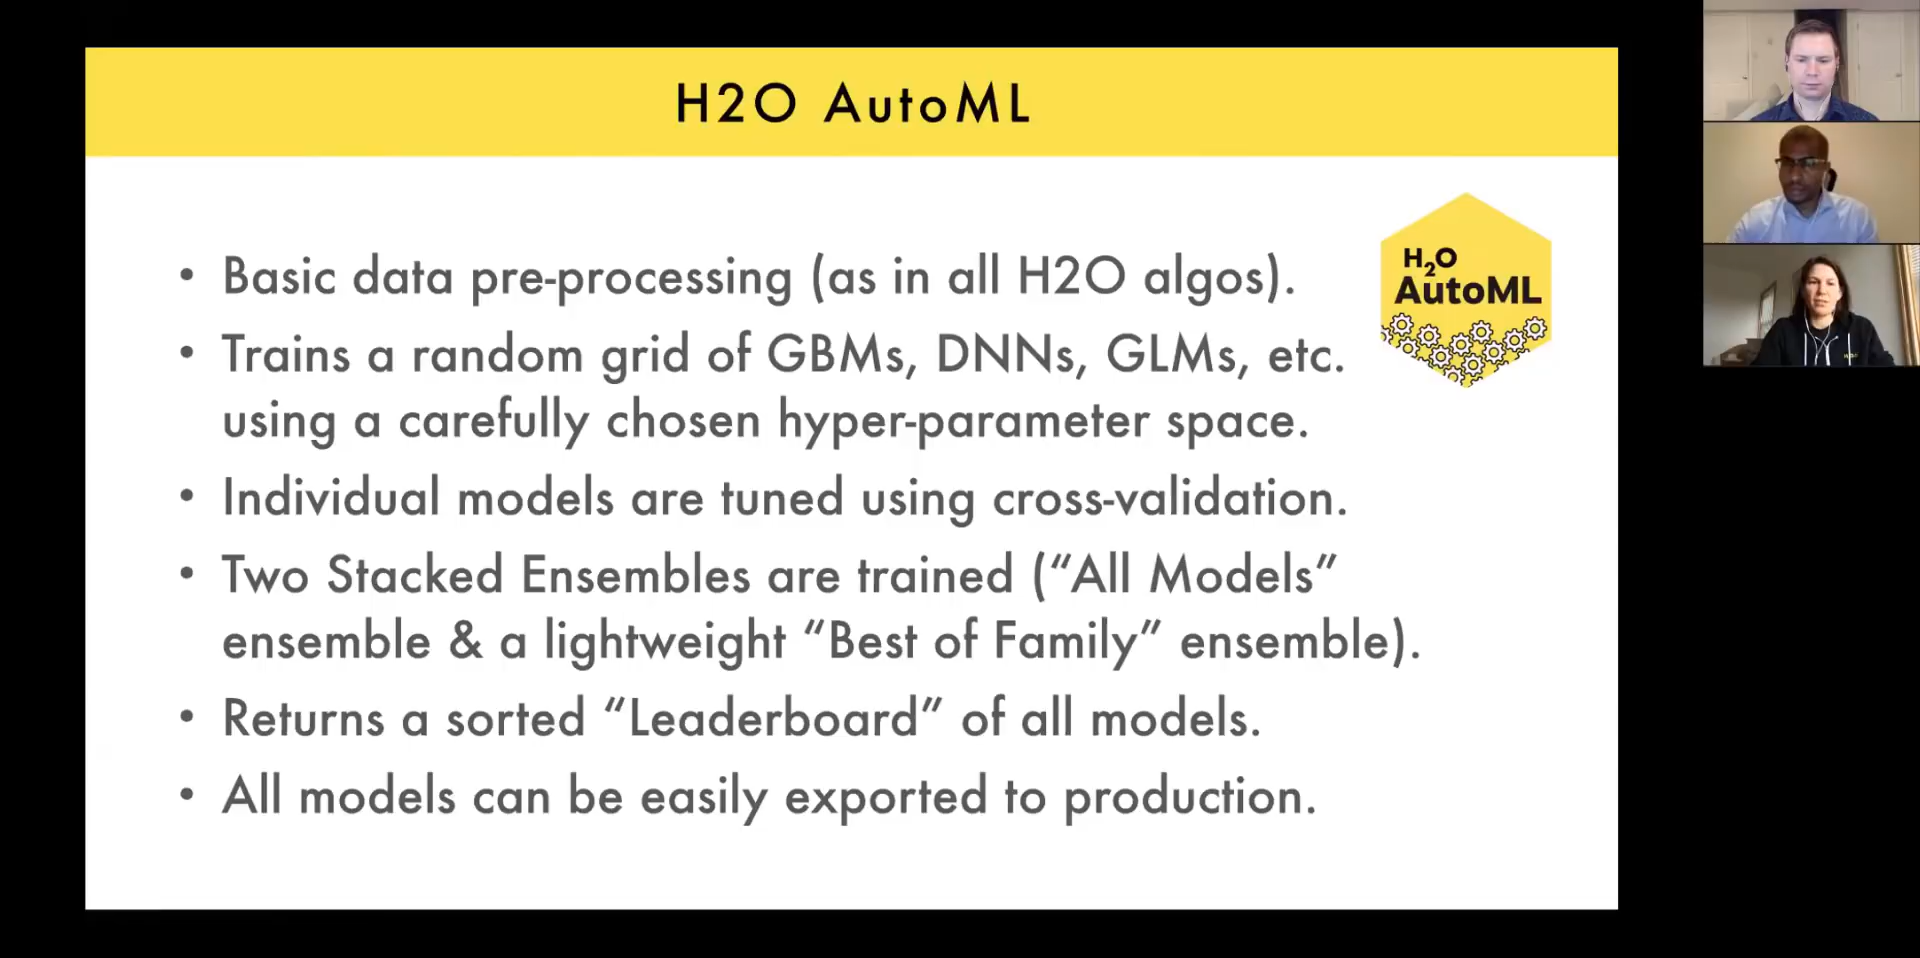 H2O AutoML
• Basic data pre-processing (as in all H2O algos).
• Trains a random grid of GBMs, DNNs, GLMs, etc.
using a carefully chosen hyper-parameter space.
• Individual models are tuned using cross-validation.
• Two Stacked Ensembles are trained (“All Models”
ensemble & a lightweight “Best of Family” ensemble).
• Returns a sorted “Leaderboard” of all models.
• All models can be easily exported to production.
H2O
AutoML